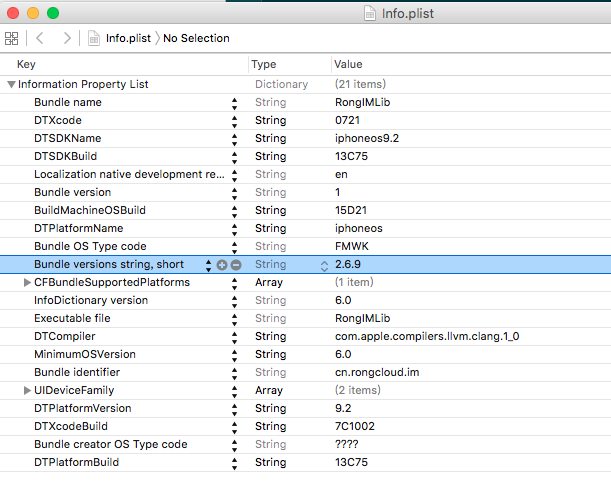 Info.plist
Info.plist No Selection
Key Type Value
Information Property List Dictionary (21 items)
Bundle name String RongIMLib
DTXcode String 0721
DTSDKName String iphoneos9.2
DTSDKBuild String 13C75
Localization native development re... String en
Bundle version String 1
BuildMachineOSBuild String 15D21
DTPlatformName String iphoneos
Bundle OS Type code String FMWK
Bundle versions string, short String 2.6.9
CFBundleSupportedPlatforms Array (1 item)
InfoDictionary version String 6.0
Executable file String RongIMLib
DTCompiler String com.apple.compilers.llvm.clang.1_0
MinimumOSVersion String 6.0
Bundle identifier String cn.rongcloud.im
UIDeviceFamily Array (2 items)
DTPlatformVersion String 9.2
DTXcodeBuild String 7C1002
Bundle creator OS Type code String ????
DTPlatformBuild String 13C75